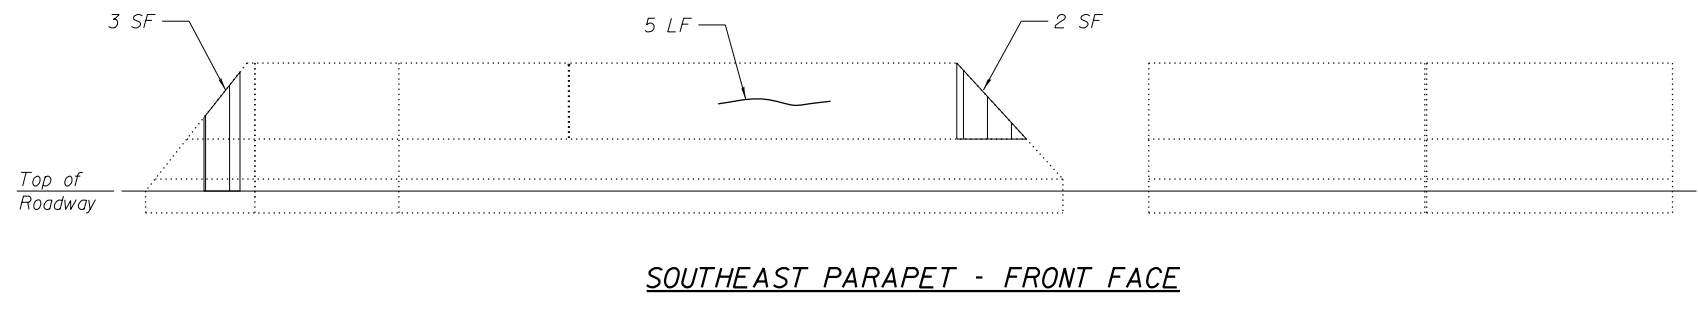 3 SF
5 LF
2 SF
Top of
Roadway
SOUTHEAST PARAPET - FRONT FACE